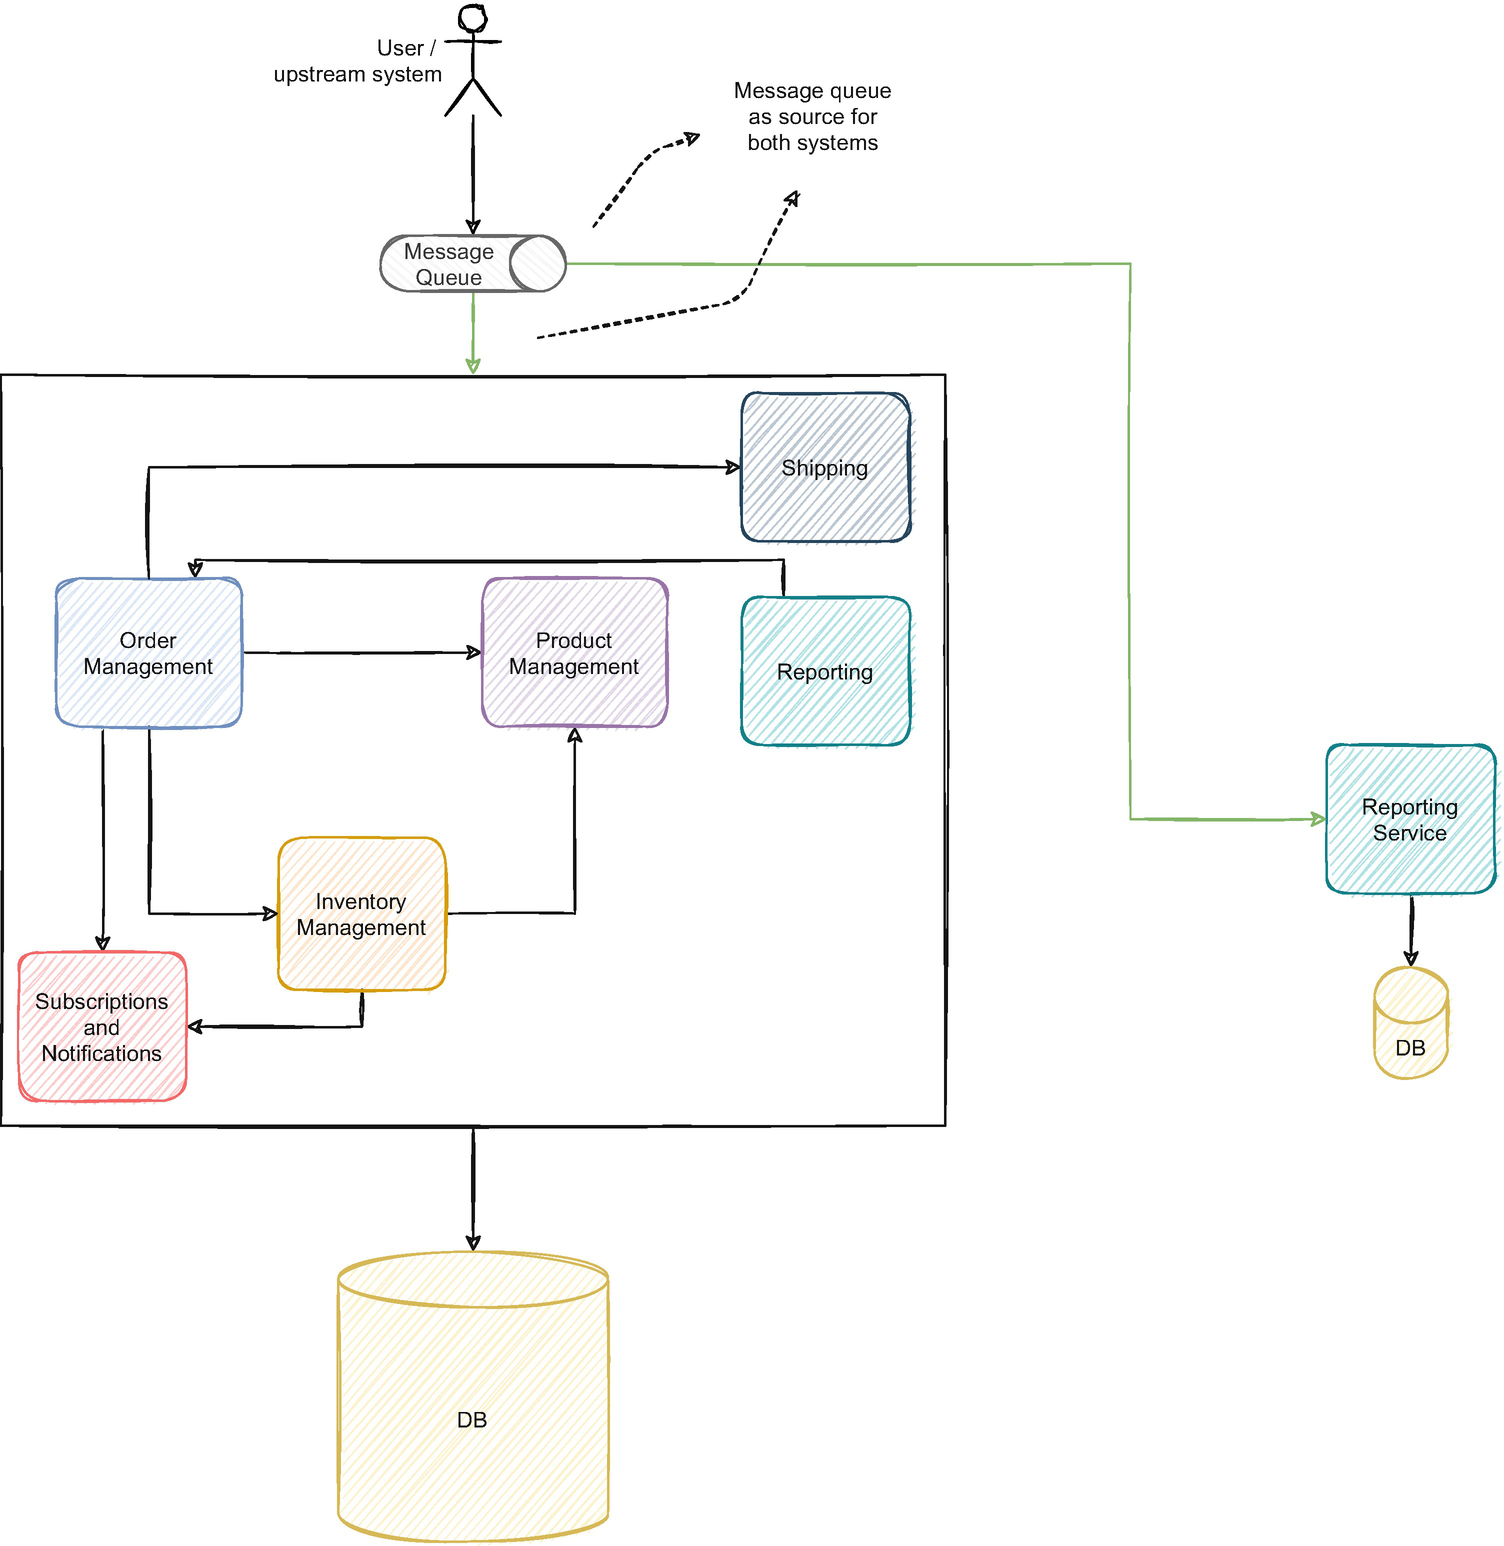 User /
upstream system
Message queue
as source for
both systems
Message
Queue
Shipping
Order
Management
Product
Management
Reporting
Reporting
Service
Inventory
Management
Subscriptions
and
Notifications
DB
DB